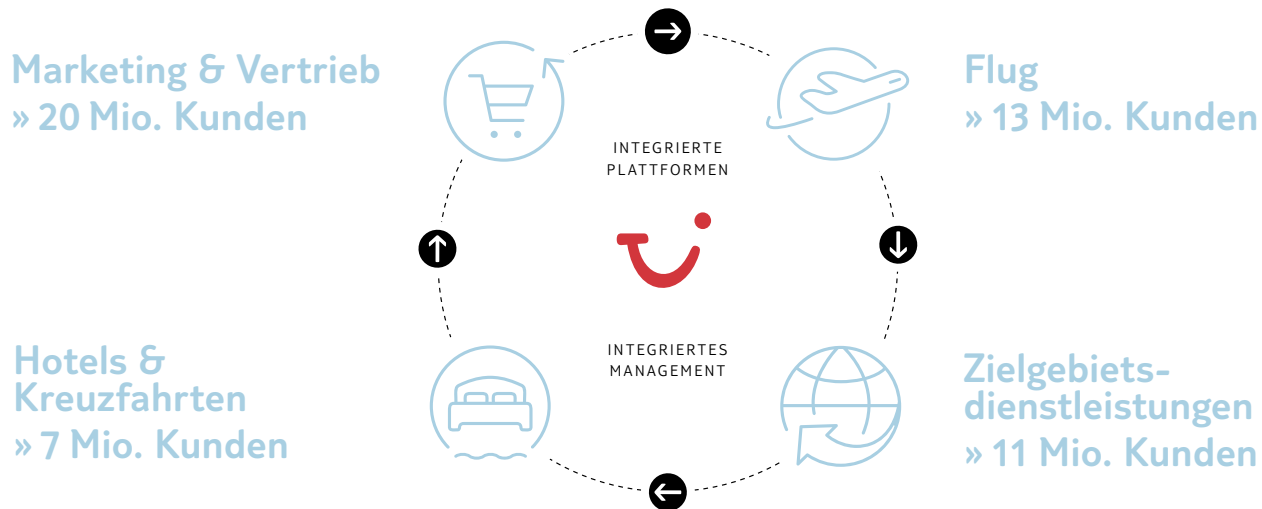 Marketing & Vertrieb
» 20 Mio. Kunden
Flug
» 13 Mio. Kunden
INTEGRIERTE
PLATTFORMEN
INTEGRIERTES
MANAGEMENT
Hotels &
Kreuzfahrten
» 7 Mio. Kunden
Zielgebiets-
dienstleistungen
» 11 Mio. Kunden